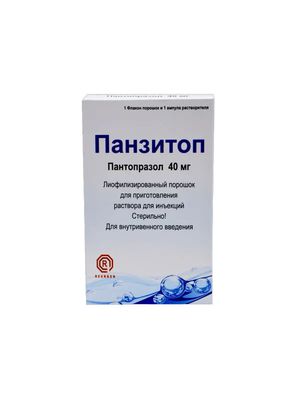 1 Флакон порошок и 1 ампула растворителя
Панзитоп
Пантопразол 40 мг
Лиофилизированный порошок
для приготовления
раствора для инъекций
Стерильно!
Для внутривенного введения
R